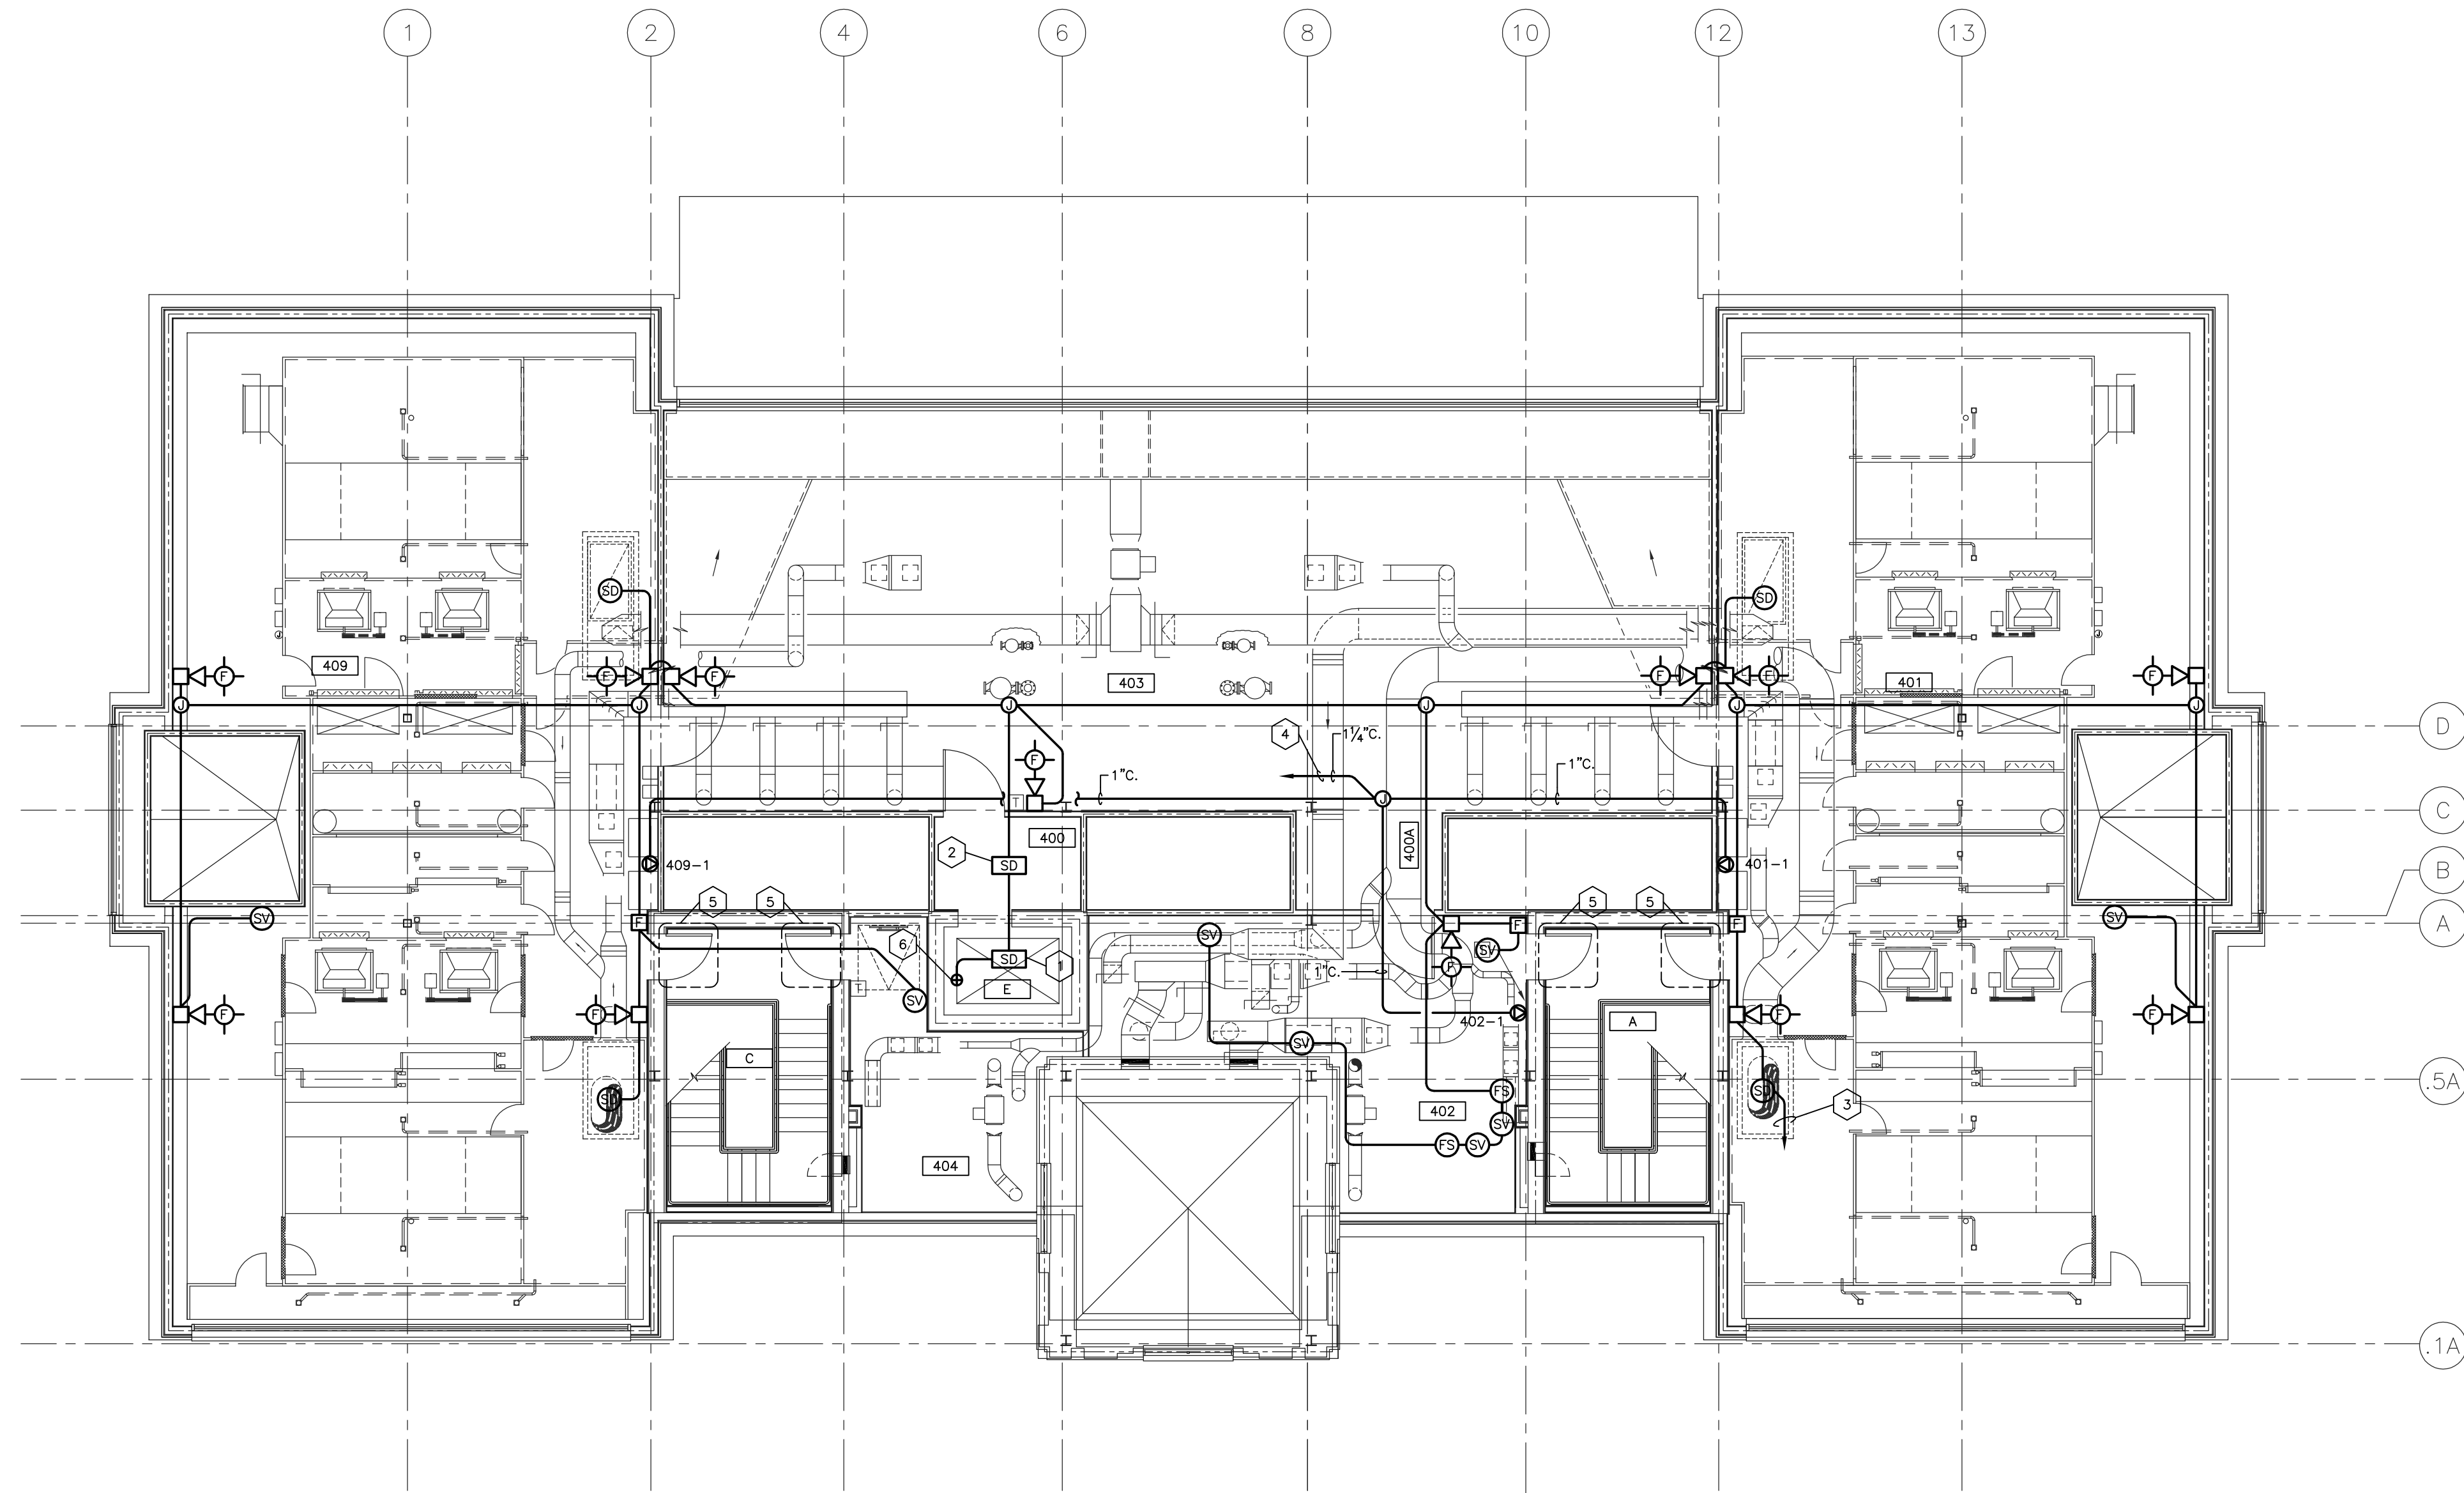 1 2 4 6 8 10 12 13
SD SD
409 403 401
F F F F F F F
J J J J J J
D
4 1¼"C.
F
1"C. 1"C.
T J
C
400 400A
2 SD
409-1 401-1
B
5 5 5 5
SV F F F F SV
A
SV SV
6 SD 1
F 1"C.
E
T SV
F F F F
402-1 A
SV
C
.5A
SD FS SD
402 3
SV
FS SV
404
.1A